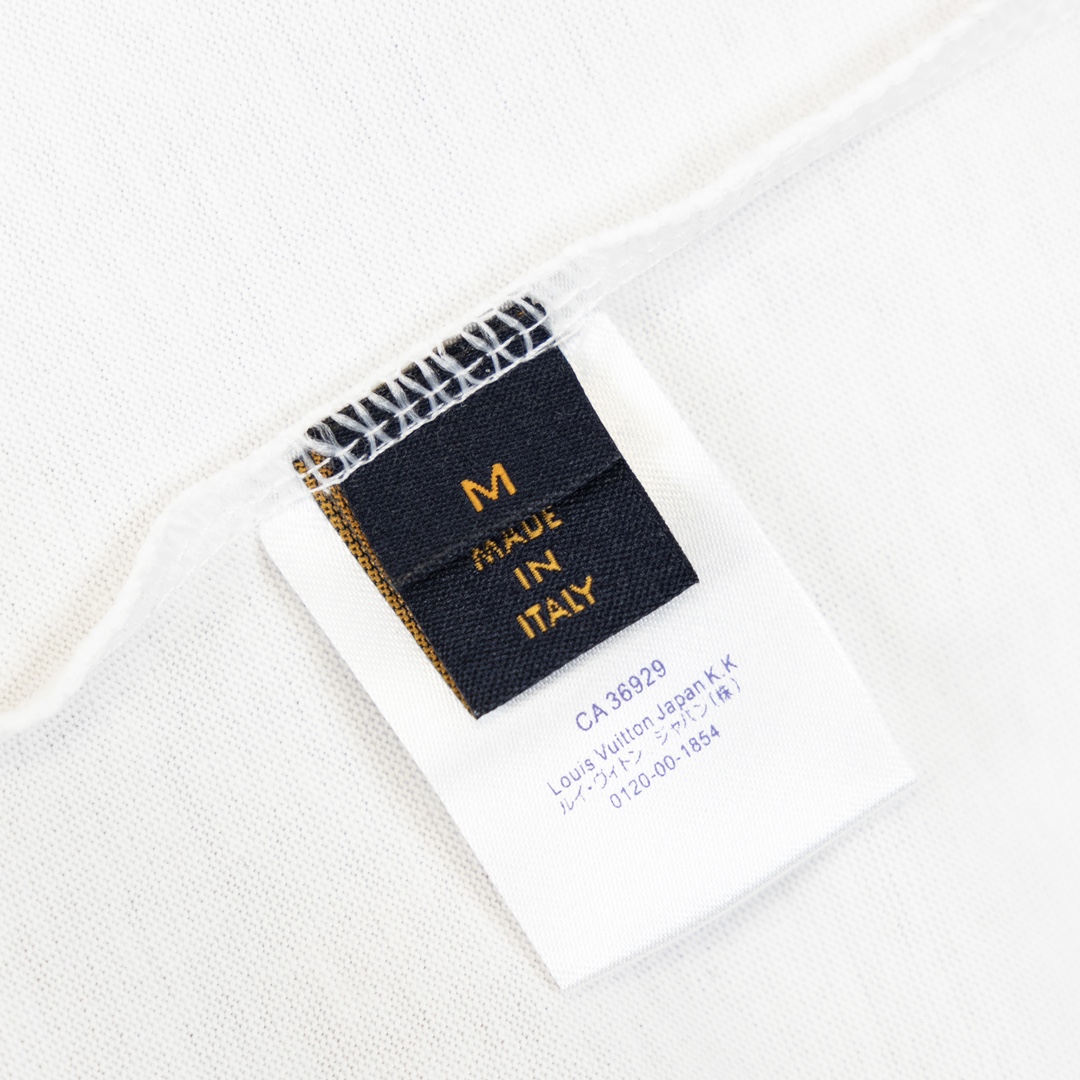 M
MADE
IN
ITALY
CA 36929
Louis Vuitton Japan K.K
ルイ・ヴィトン ジャパン(株)
0120-00-1854